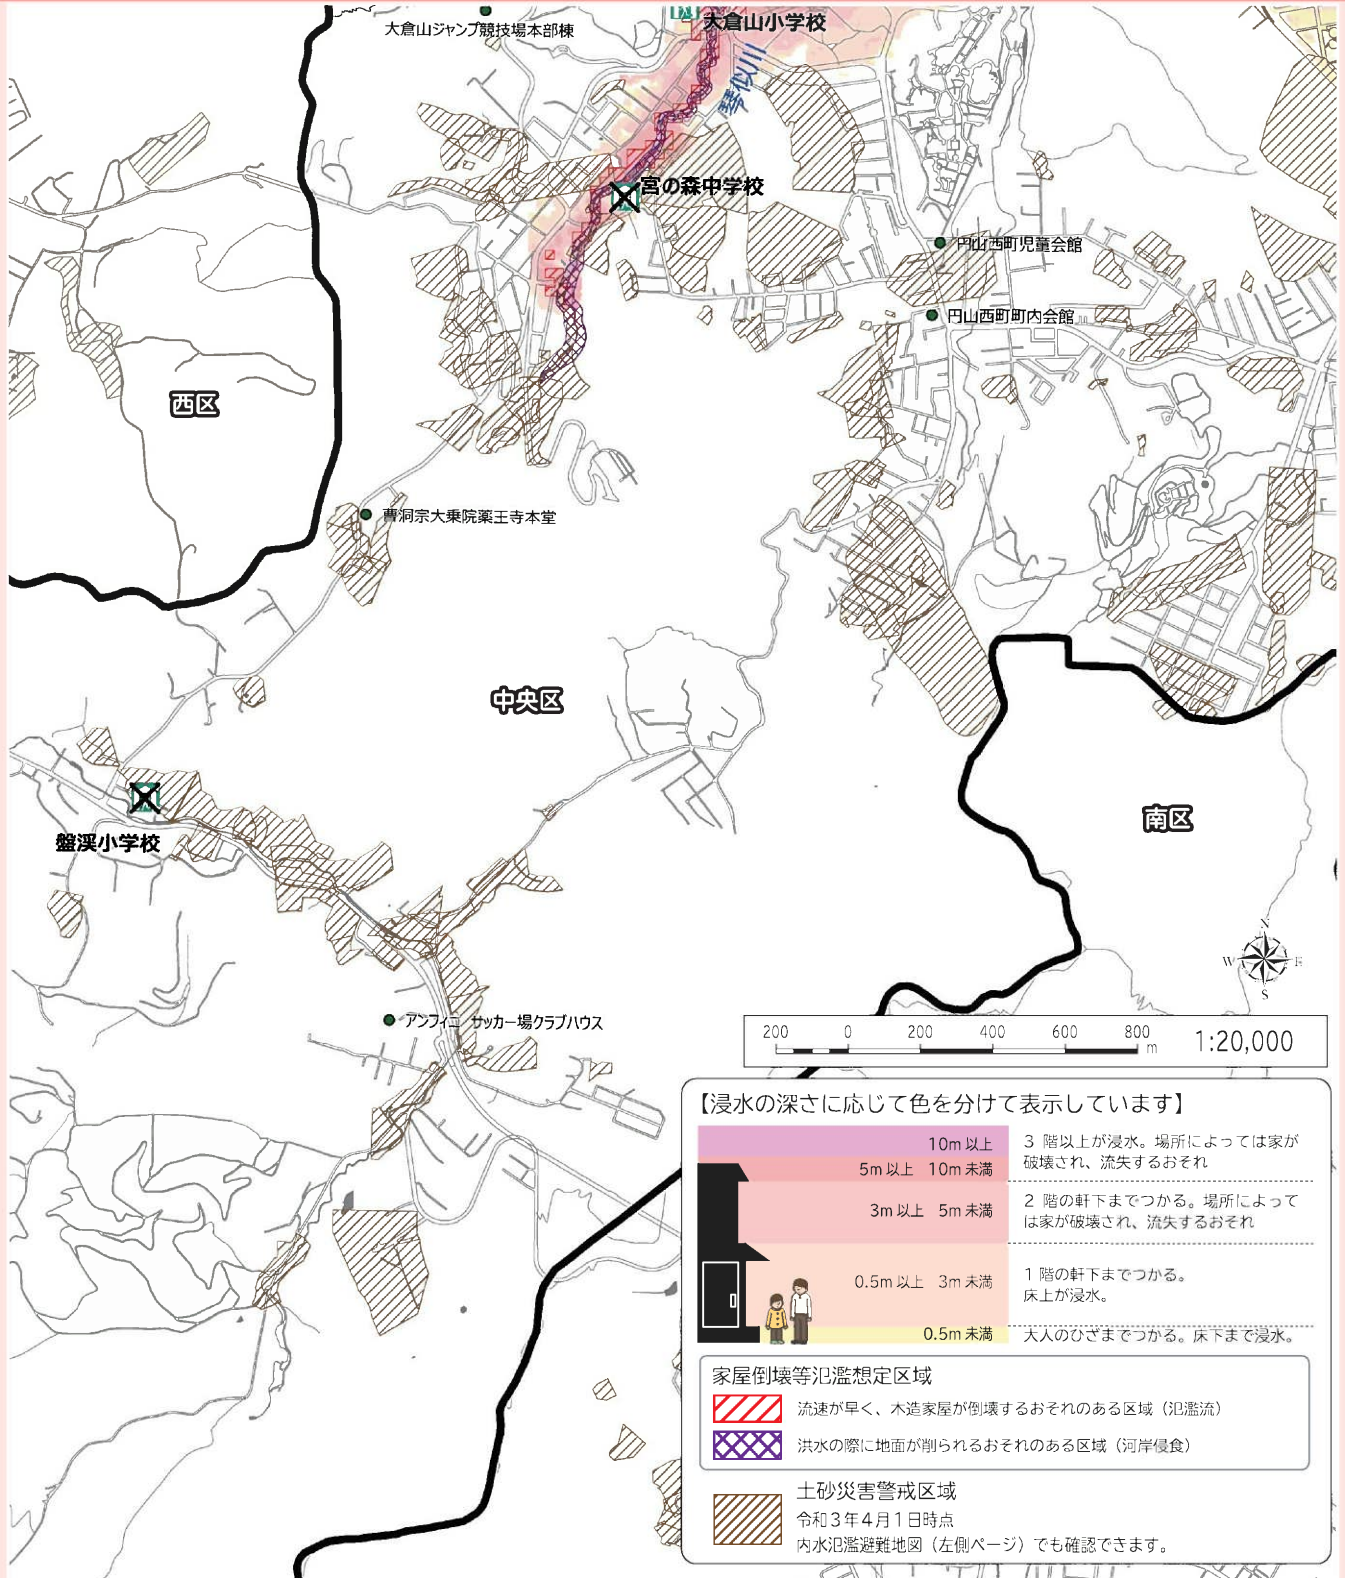 大倉山小学校
大倉山ジャンプ競技場本部棟
琴似川
宮の森中学校
円山西町児童会館
円山西町町内会館
西区
曹洞宗大乗院薬王寺本堂
中央区
盤渓小学校
南区
N
W E
S
アンフィニ サッカー場クラブハウス
200 0 200 400 600 800 m 1:20,000
【浸水の深さに応じて色を分けて表示しています】
10m 以上
5m 以上 10m 未満
3 階以上が浸水。場所によっては家が
破壊され、流失するおそれ
3m 以上 5m 未満
2 階の軒下までつかる。場所によって
は家が破壊され、流失するおそれ
0.5m 以上 3m 未満
1 階の軒下までつかる。
床上が浸水。
0.5m 未満
大人のひざまでつかる。床下まで浸水。
家屋倒壊等氾濫想定区域
流速が早く、木造家屋が倒壊するおそれのある区域（氾濫流）
洪水の際に地面が削られるおそれのある区域（河岸侵食）
土砂災害警戒区域
令和3年4月1日時点
内水氾濫避難地図（左側ページ）でも確認できます。